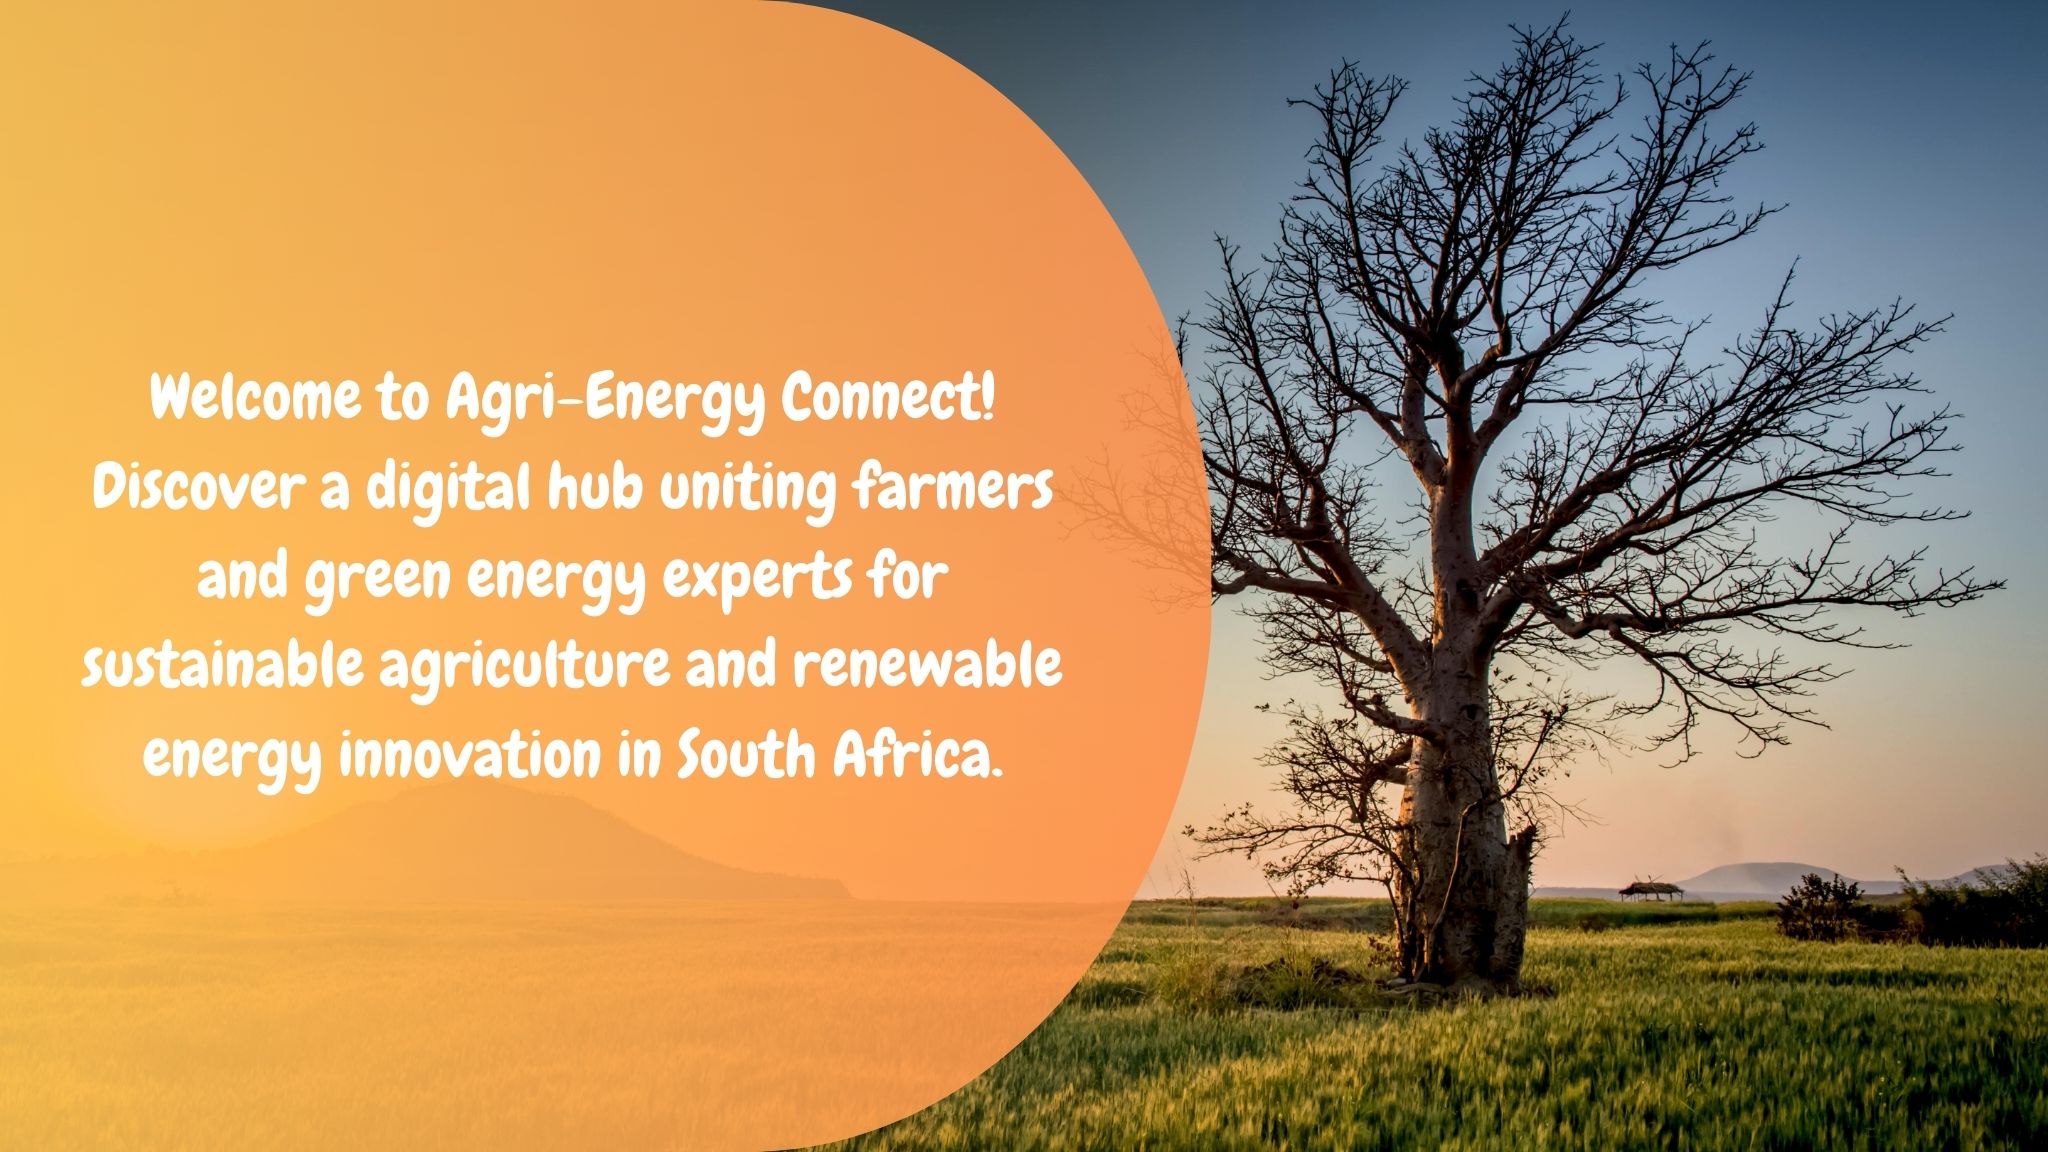 Welcome to Agri-Energy Connect!
Discover a digital hub uniting farmers
and green energy experts for
sustainable agriculture and renewable
energy innovation in South Africa.